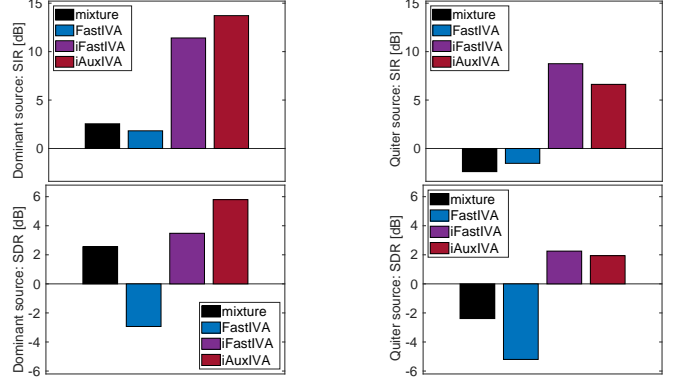 Dominant source: SIR [dB]
15
10
5
0
mixture
FastIVA
iFastIVA
iAuxIVA
Quiter source: SIR [dB]
15
10
5
0
mixture
FastIVA
iFastIVA
iAuxIVA
Dominant source: SDR [dB]
6
4
2
0
-2
-4
-6
mixture
FastIVA
iFastIVA
iAuxIVA
Quiter source: SDR [dB]
6
4
2
0
-2
-4
-6
mixture
FastIVA
iFastIVA
iAuxIVA